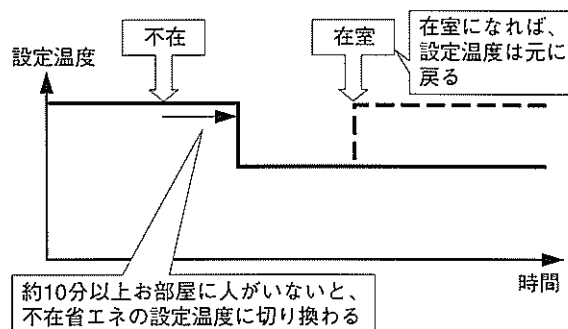 不在
在室
在室になれば、
設定温度は元に
戻る
設定温度
時間
約10分以上お部屋に人がいないと、
不在省エネの設定温度に切り換わる